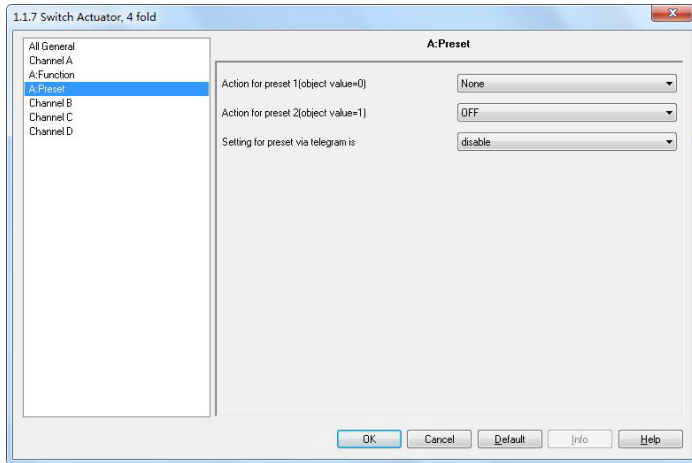 1.1.7 Switch Actuator, 4 fold
All General
Channel A
A:Function
A:Preset
Channel B
Channel C
Channel D
A:Preset
Action for preset 1(object value=0) None
Action for preset 2(object value=1) OFF
Setting for preset via telegram is disable
OK Cancel Default Info Help